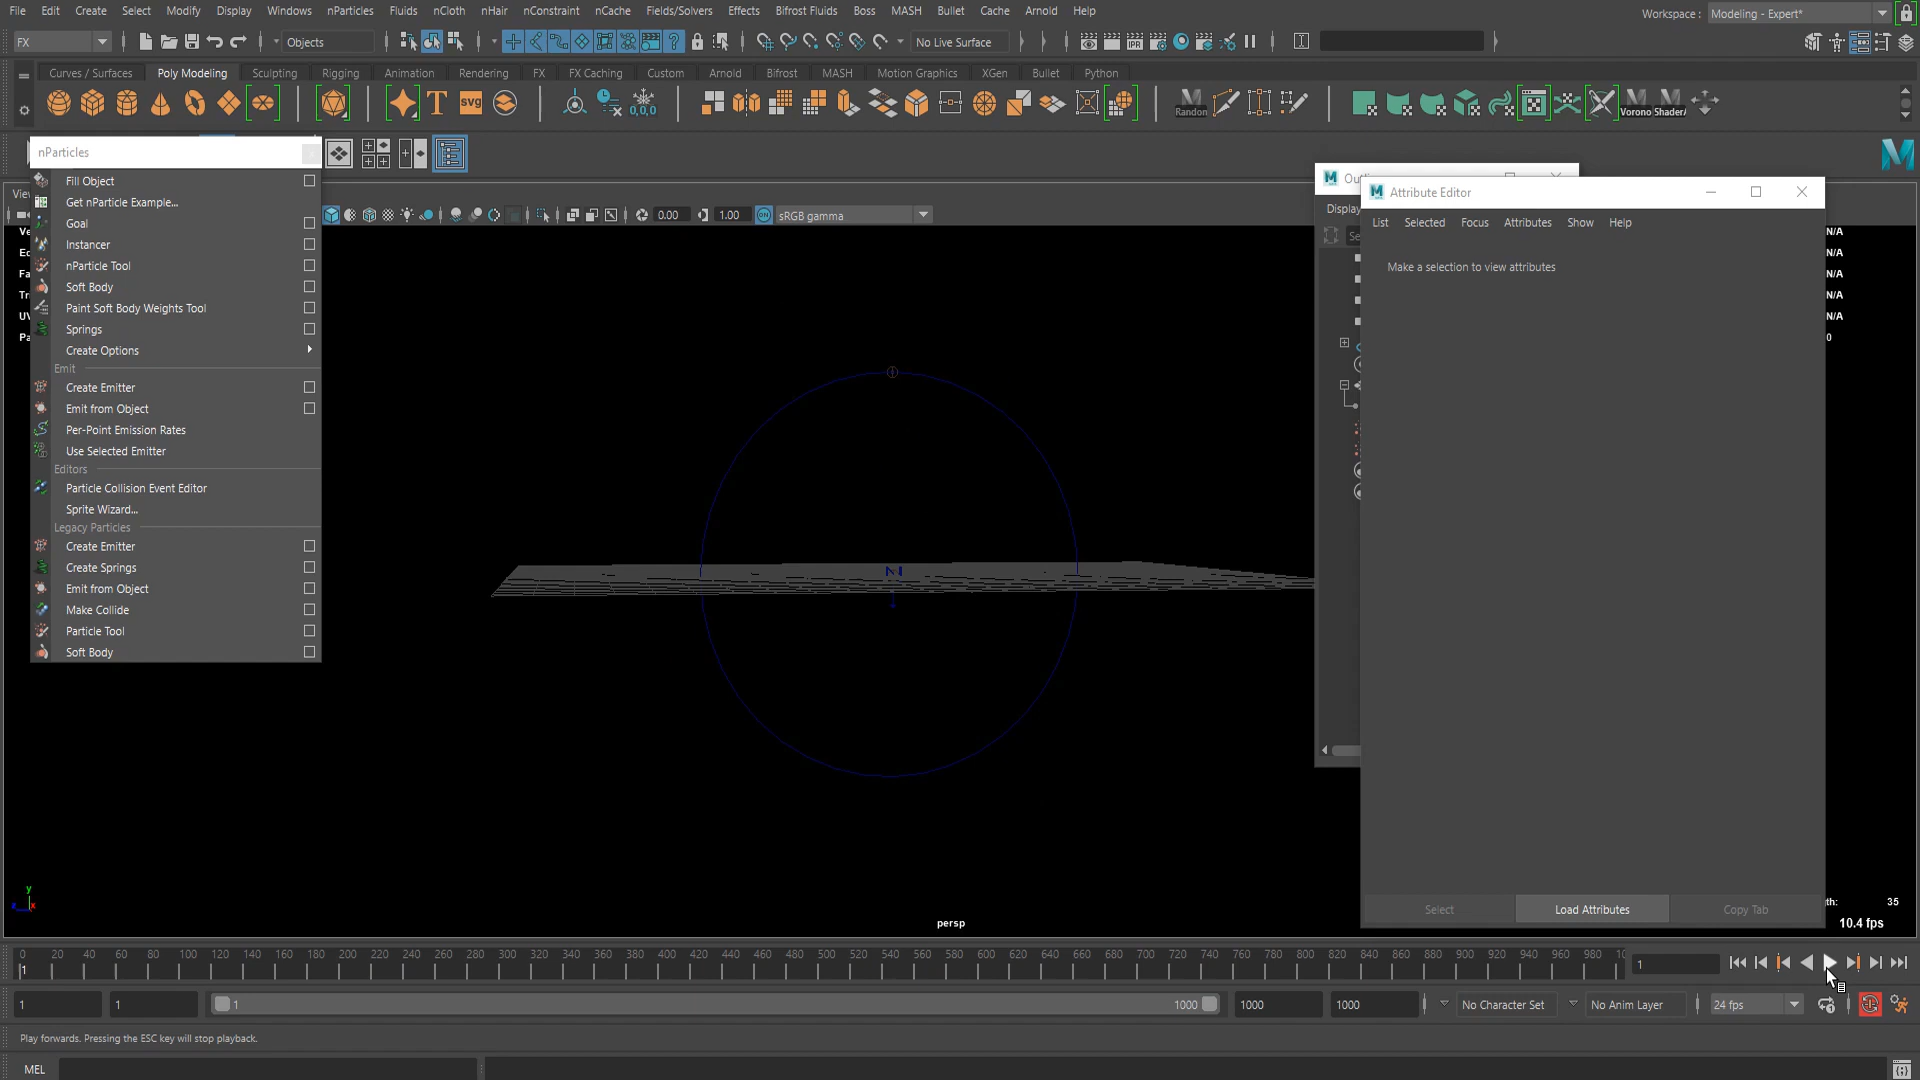 File Edit Create Select Modify Display Windows nParticles Fluids nCloth nHair nConstraint nCache Fields/Solvers Effects Bifrost Fluids Boss MASH Bullet Cache Arnold Help
Workspace : Modeling - Expert*
FX Objects No Live Surface
Curves / Surfaces Poly Modeling Sculpting Rigging Animation Rendering FX FX Caching Custom Arnold Bifrost MASH Motion Graphics XGen Bullet Python
T svg 0,0,0 Randon Vorono Shader/
nParticles
Fill Object
Get nParticle Example...
Goal
Instancer
nParticle Tool
Soft Body
Paint Soft Body Weights Tool
Springs
Create Options
Emit
Create Emitter
Emit from Object
Per-Point Emission Rates
Use Selected Emitter
Editors
Particle Collision Event Editor
Sprite Wizard...
Legacy Particles
Create Emitter
Create Springs
Emit from Object
Make Collide
Particle Tool
Soft Body
0.00 1.00 ON sRGB gamma
Display
Attribute Editor
List Selected Focus Attributes Show Help
Make a selection to view attributes
Select Load Attributes Copy Tab
N/A
N/A
N/A
N/A
N/A
0
N
y
z x
persp
th: 35
10.4 fps
0 20 40 60 80 100 120 140 160 180 200 220 240 260 280 300 320 340 360 380 400 420 440 460 480 500 520 540 560 580 600 620 640 660 680 700 720 740 760 780 800 820 840 860 880 900 920 940 960 980
1 1
1 1 1 1000 1000 1000 No Character Set No Anim Layer 24 fps
Play forwards. Pressing the ESC key will stop playback.
MEL